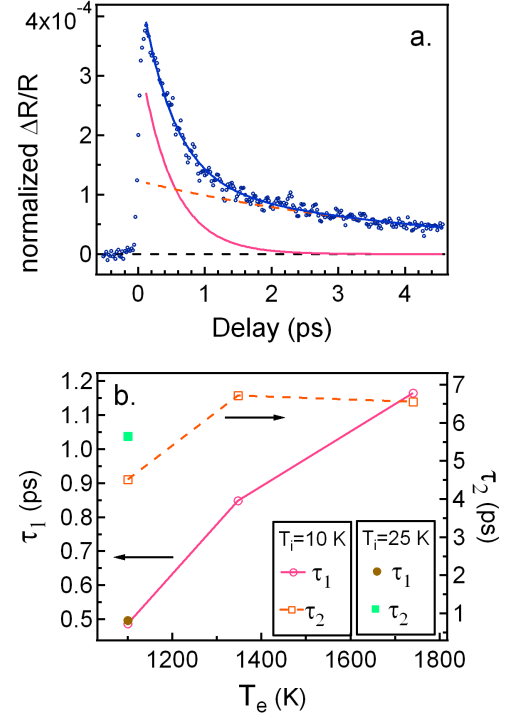 4x10⁻⁴
a.
3
2
1
0
normalized ΔR/R
0 1 2 3 4
Delay (ps)
b.
1.2
1.1
1.0
0.9
0.8
0.7
0.6
0.5
τ₁ (ps)
7
6
5
4
3
2
1
τ₂ (ps)
Tᵢ=10 K
τ₁
τ₂
Tᵢ=25 K
τ₁
τ₂
1200 1400 1600 1800
Tₑ (K)